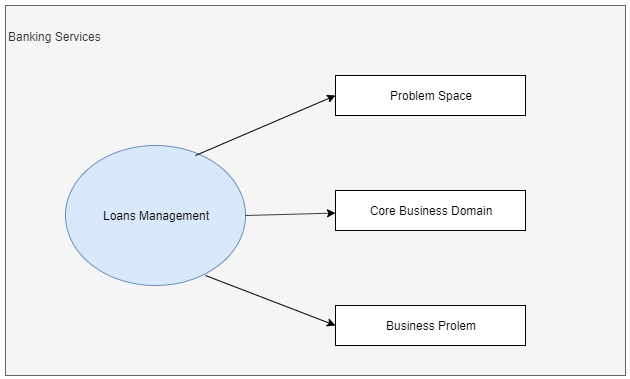 Banking Services
Problem Space
Loans Management
Core Business Domain
Business Prolem